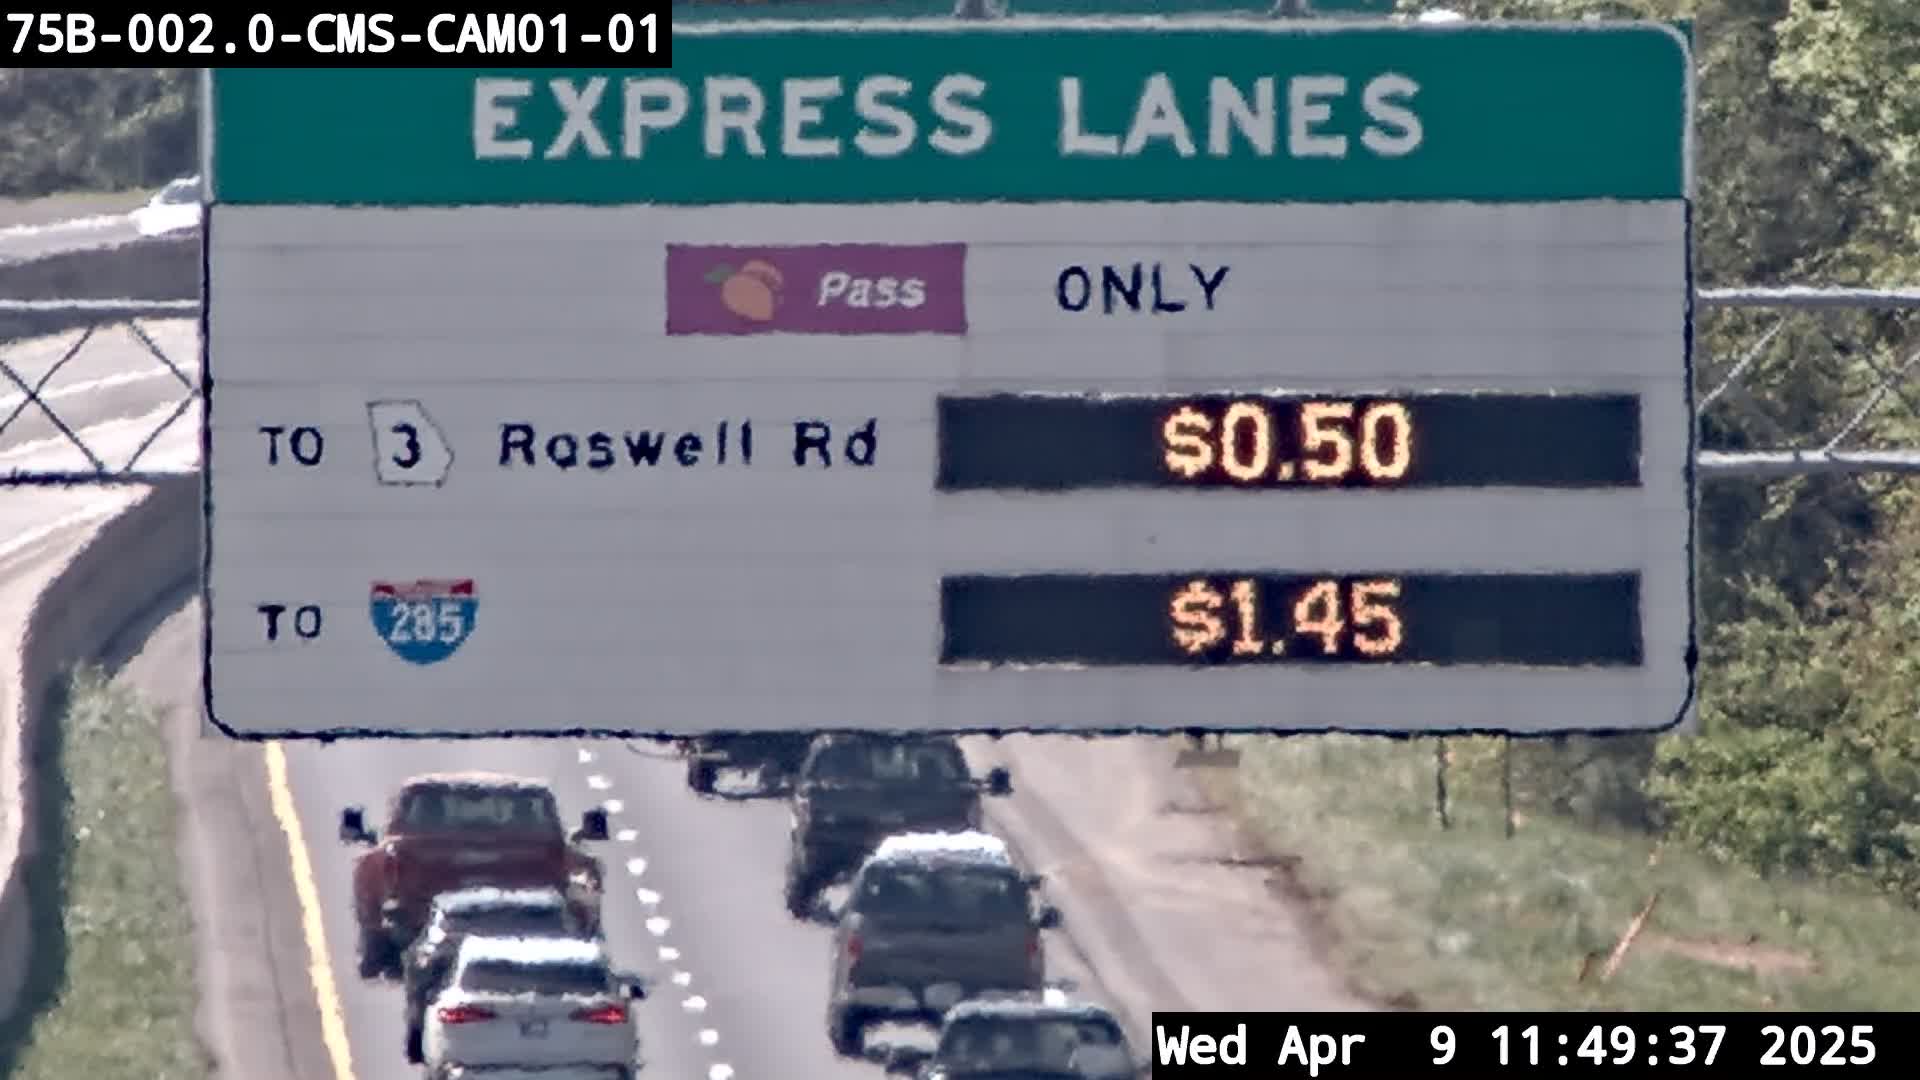 75B-002.0-CMS-CAM01-01
EXPRESS LANES
Pass ONLY
TO 3 Roswell Rd $0.50
TO 285 $1.45
Wed Apr 9 11:49:37 2025